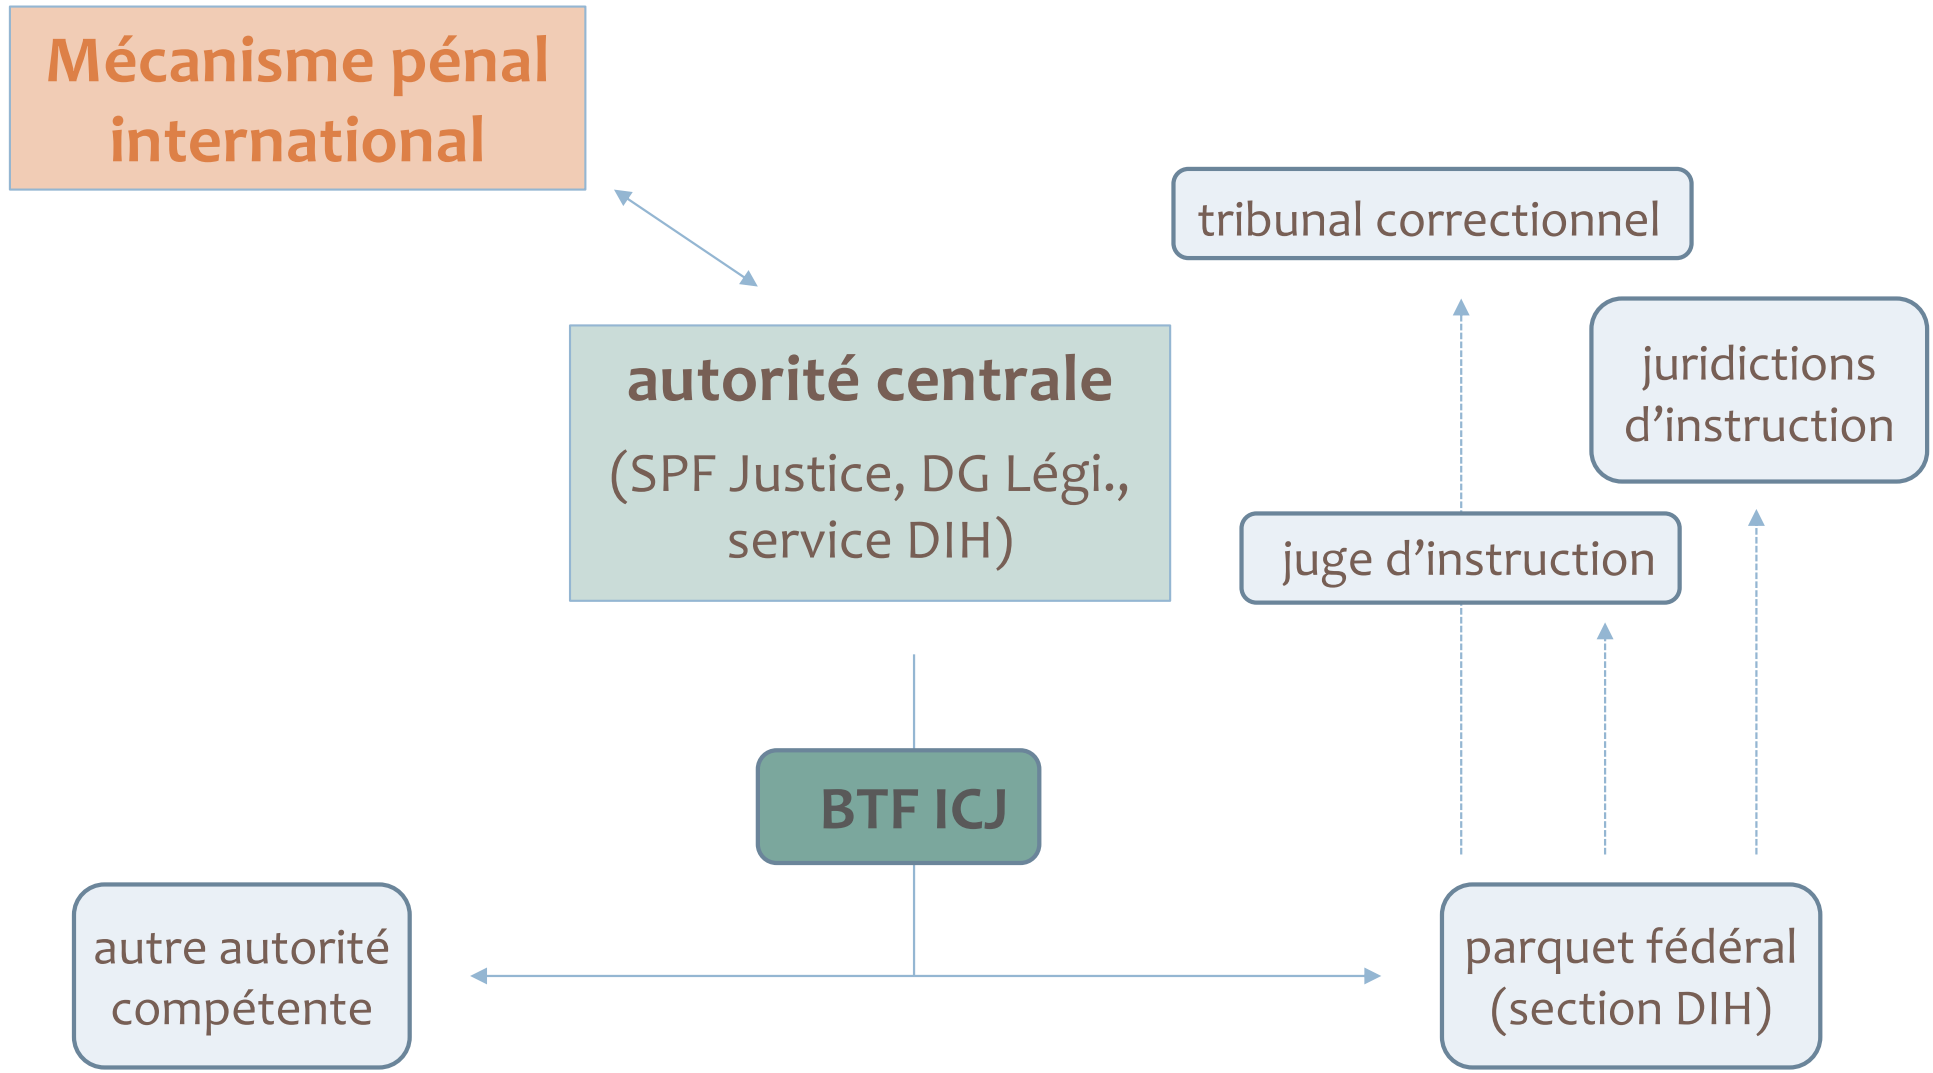 Mécanisme pénal
international
tribunal correctionnel
juridictions
d’instruction
autorité centrale
(SPF Justice, DG Légi.,
service DIH)
juge d’instruction
BTF ICJ
autre autorité
compétente
parquet fédéral
(section DIH)